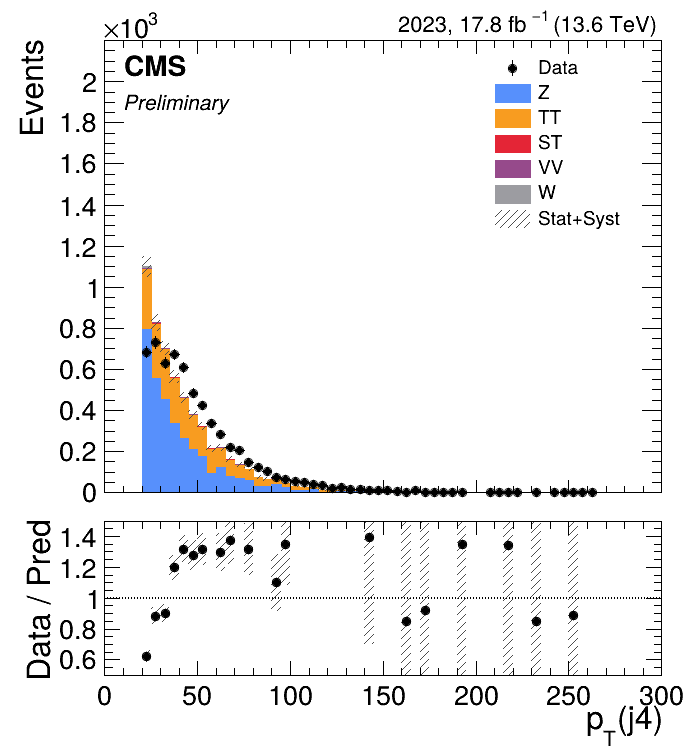 ×10³ 2023, 17.8 fb⁻¹ (13.6 TeV)
Events
CMS
Preliminary
Data
Z
TT
ST
VV
W
Stat+Syst
2
1.8
1.6
1.4
1.2
1
0.8
0.6
0.4
0.2
0
Data / Pred
1.4
1.2
1
0.8
0.6
0 50 100 150 200 250 300
p_T(j4)